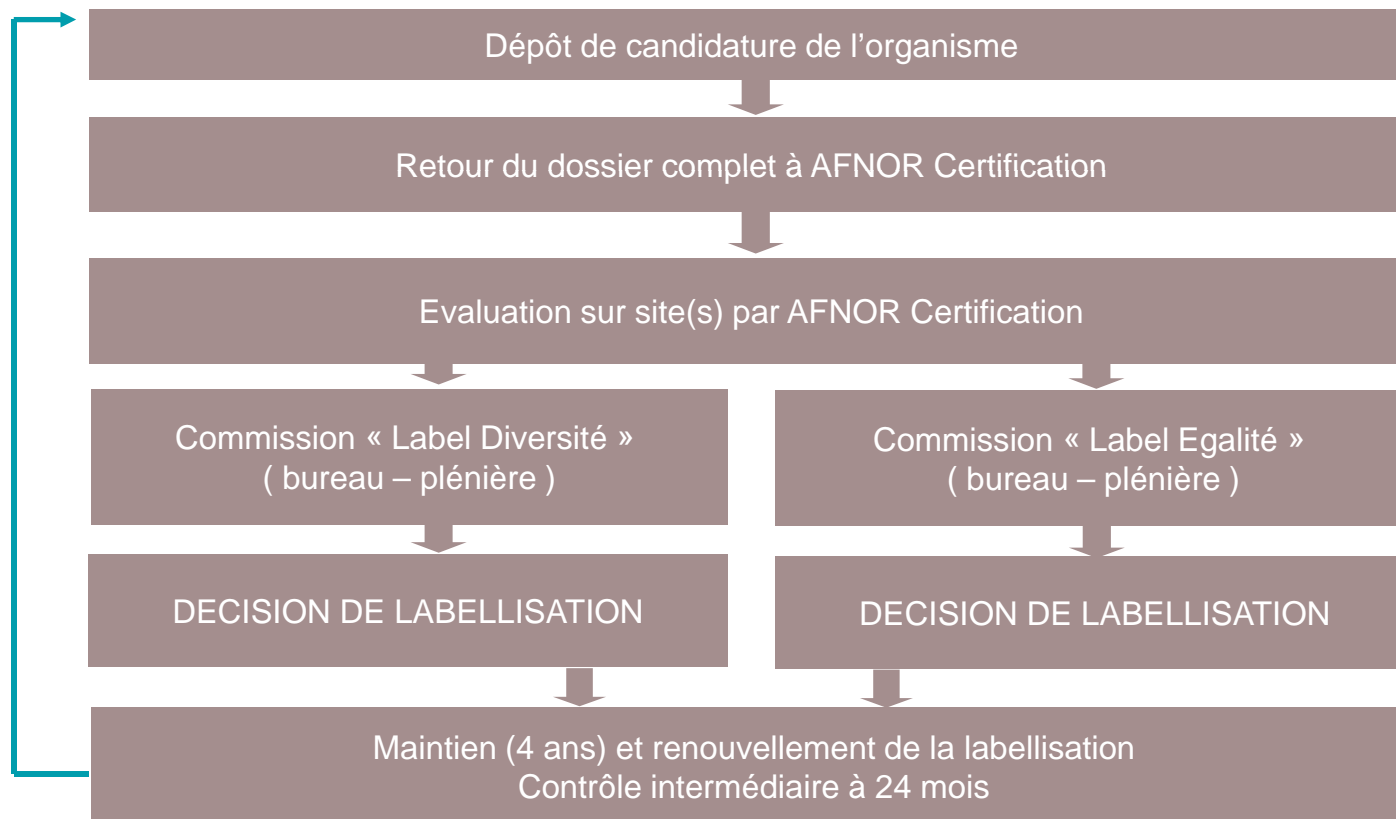 Dépôt de candidature de l’organisme
Retour du dossier complet à AFNOR Certification
Evaluation sur site(s) par AFNOR Certification
Commission « Label Diversité »
( bureau – plénière )
Commission « Label Egalité »
( bureau – plénière )
DECISION DE LABELLISATION
DECISION DE LABELLISATION
Maintien (4 ans) et renouvellement de la labellisation
Contrôle intermédiaire à 24 mois